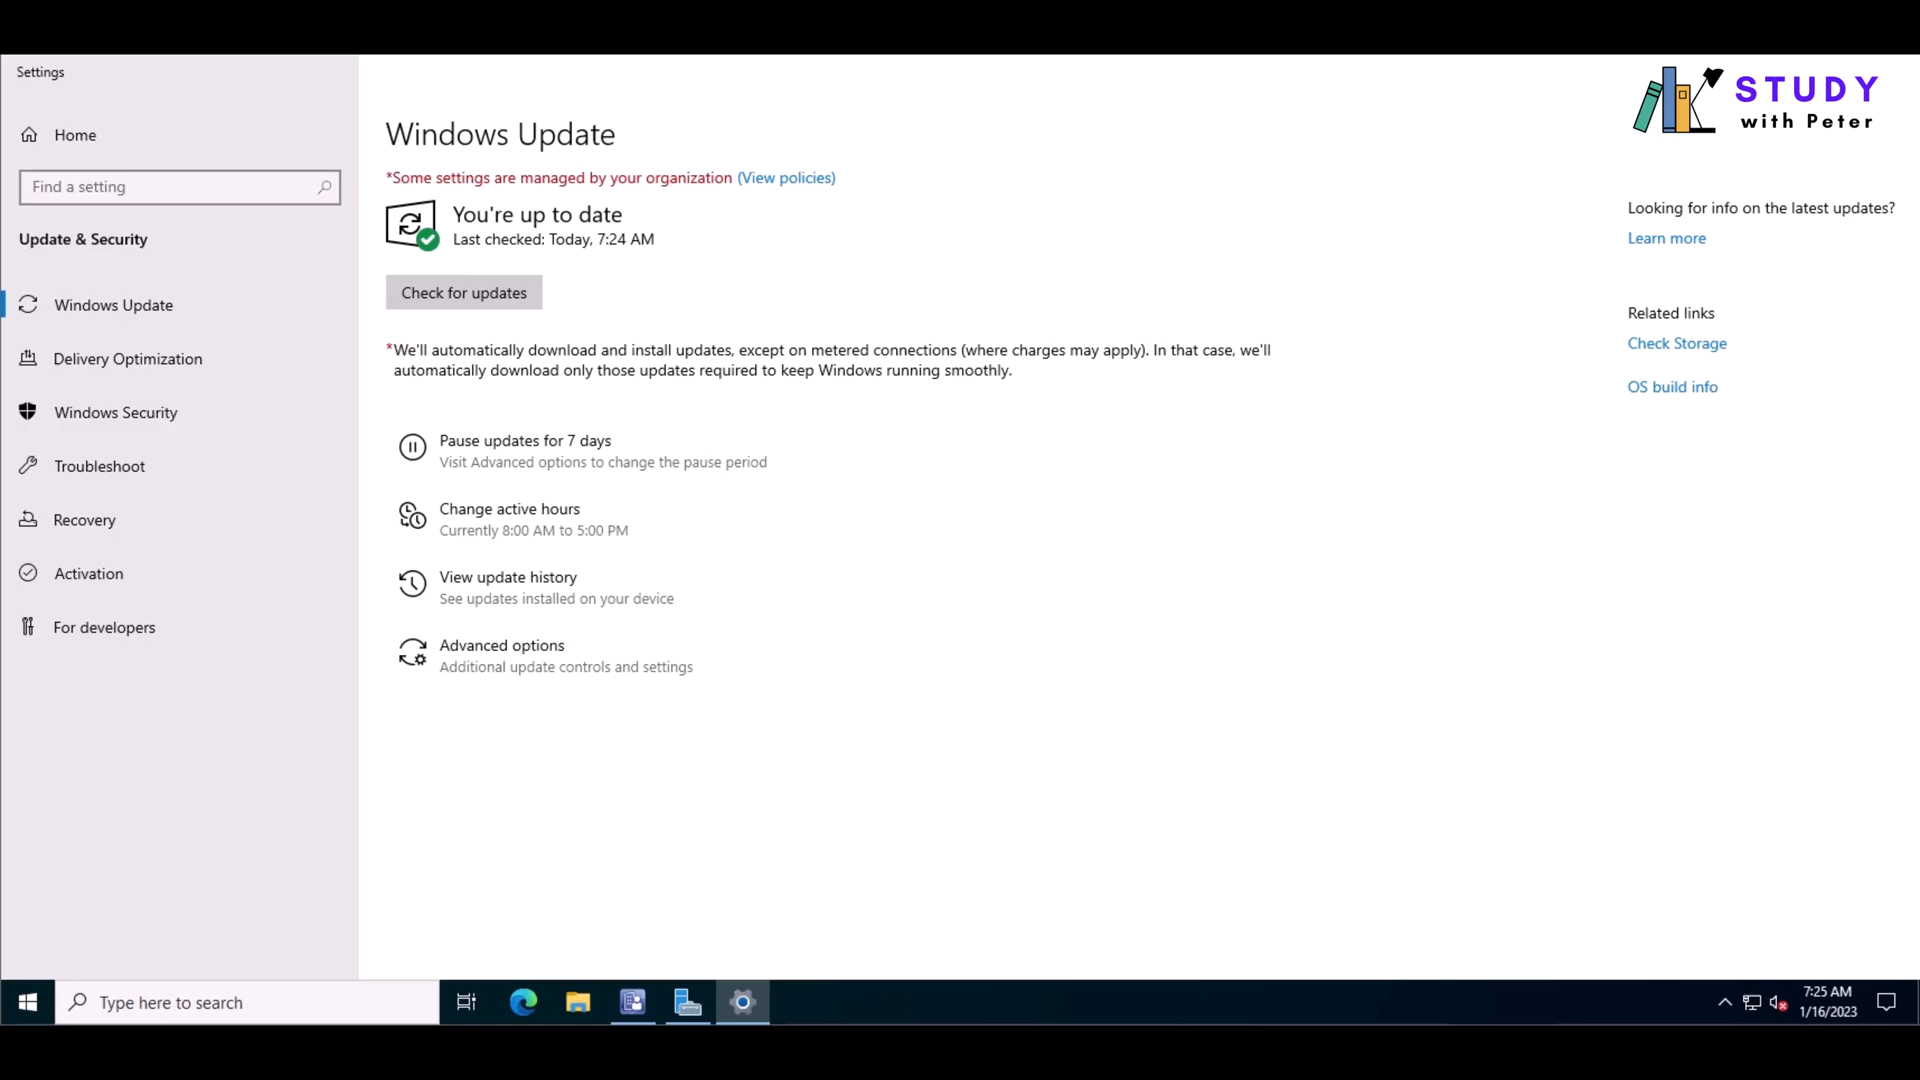 Settings
Home
Find a setting
Update & Security
Windows Update
Delivery Optimization
Windows Security
Troubleshoot
Recovery
Activation
For developers
Windows Update
*Some settings are managed by your organization (View policies)
You're up to date
Last checked: Today, 7:24 AM
Check for updates
*We'll automatically download and install updates, except on metered connections (where charges may apply). In that case, we'll
automatically download only those updates required to keep Windows running smoothly.
Pause updates for 7 days
Visit Advanced options to change the pause period
Change active hours
Currently 8:00 AM to 5:00 PM
View update history
See updates installed on your device
Advanced options
Additional update controls and settings
STUDY
with Peter
Looking for info on the latest updates?
Learn more
Related links
Check Storage
OS build info
Type here to search
7:25 AM
1/16/2023